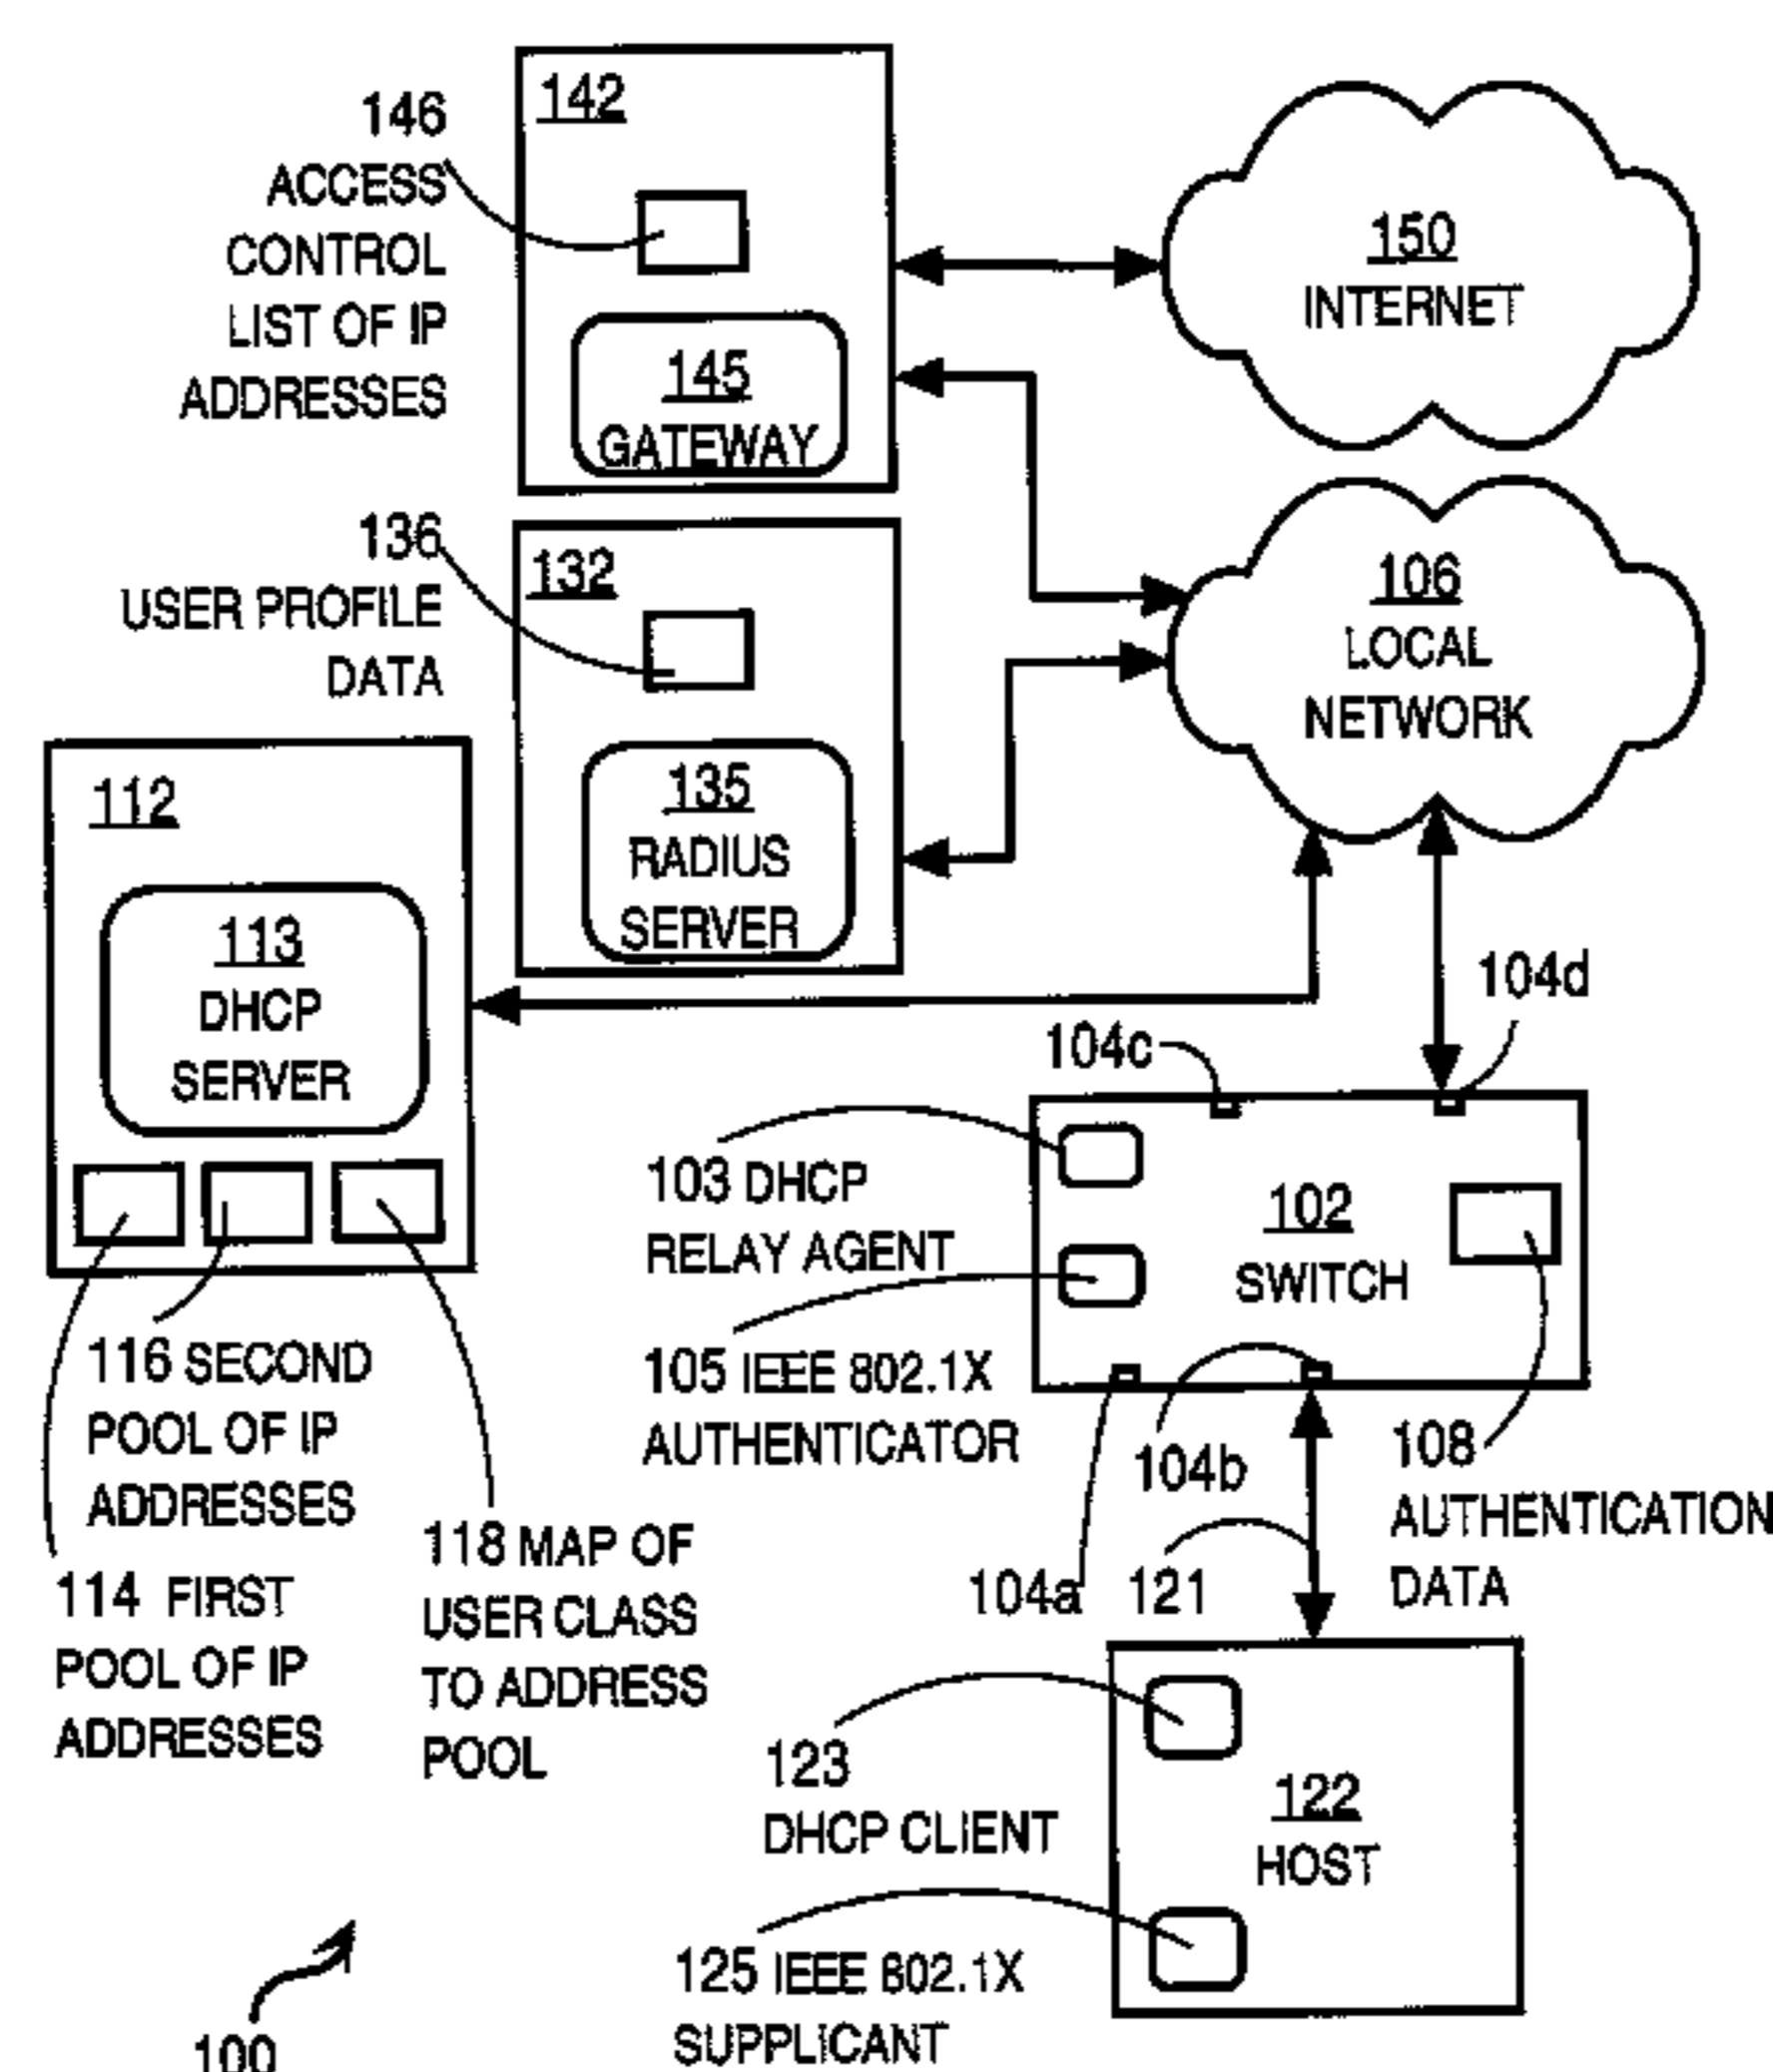 142
146
ACCESS
CONTROL
LIST OF IP
ADDRESSES
145
GATEWAY
150
INTERNET
136
USER PROFILE
DATA
132
135
RADIUS
SERVER
106
LOCAL
NETWORK
112
113
DHCP
SERVER
104c
104d
103 DHCP
RELAY AGENT
102
SWITCH
105 IEEE 802.1X
AUTHENTICATOR
104b
108
AUTHENTICATION
DATA
104a
121
116 SECOND
POOL OF IP
ADDRESSES
114 FIRST
POOL OF IP
ADDRESSES
118 MAP OF
USER CLASS
TO ADDRESS
POOL
123
DHCP CLIENT
122
HOST
125 IEEE 802.1X
SUPPLICANT
100